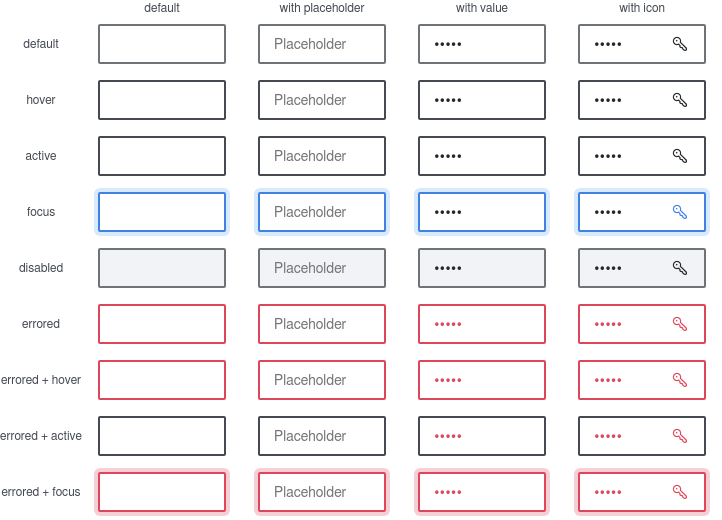 default with placeholder with value with icon
default Placeholder ••••• •••••
hover Placeholder ••••• •••••
active Placeholder ••••• •••••
focus Placeholder ••••• •••••
disabled Placeholder ••••• •••••
errored Placeholder ••••• •••••
errored + hover Placeholder ••••• •••••
errored + active Placeholder ••••• •••••
errored + focus Placeholder ••••• •••••